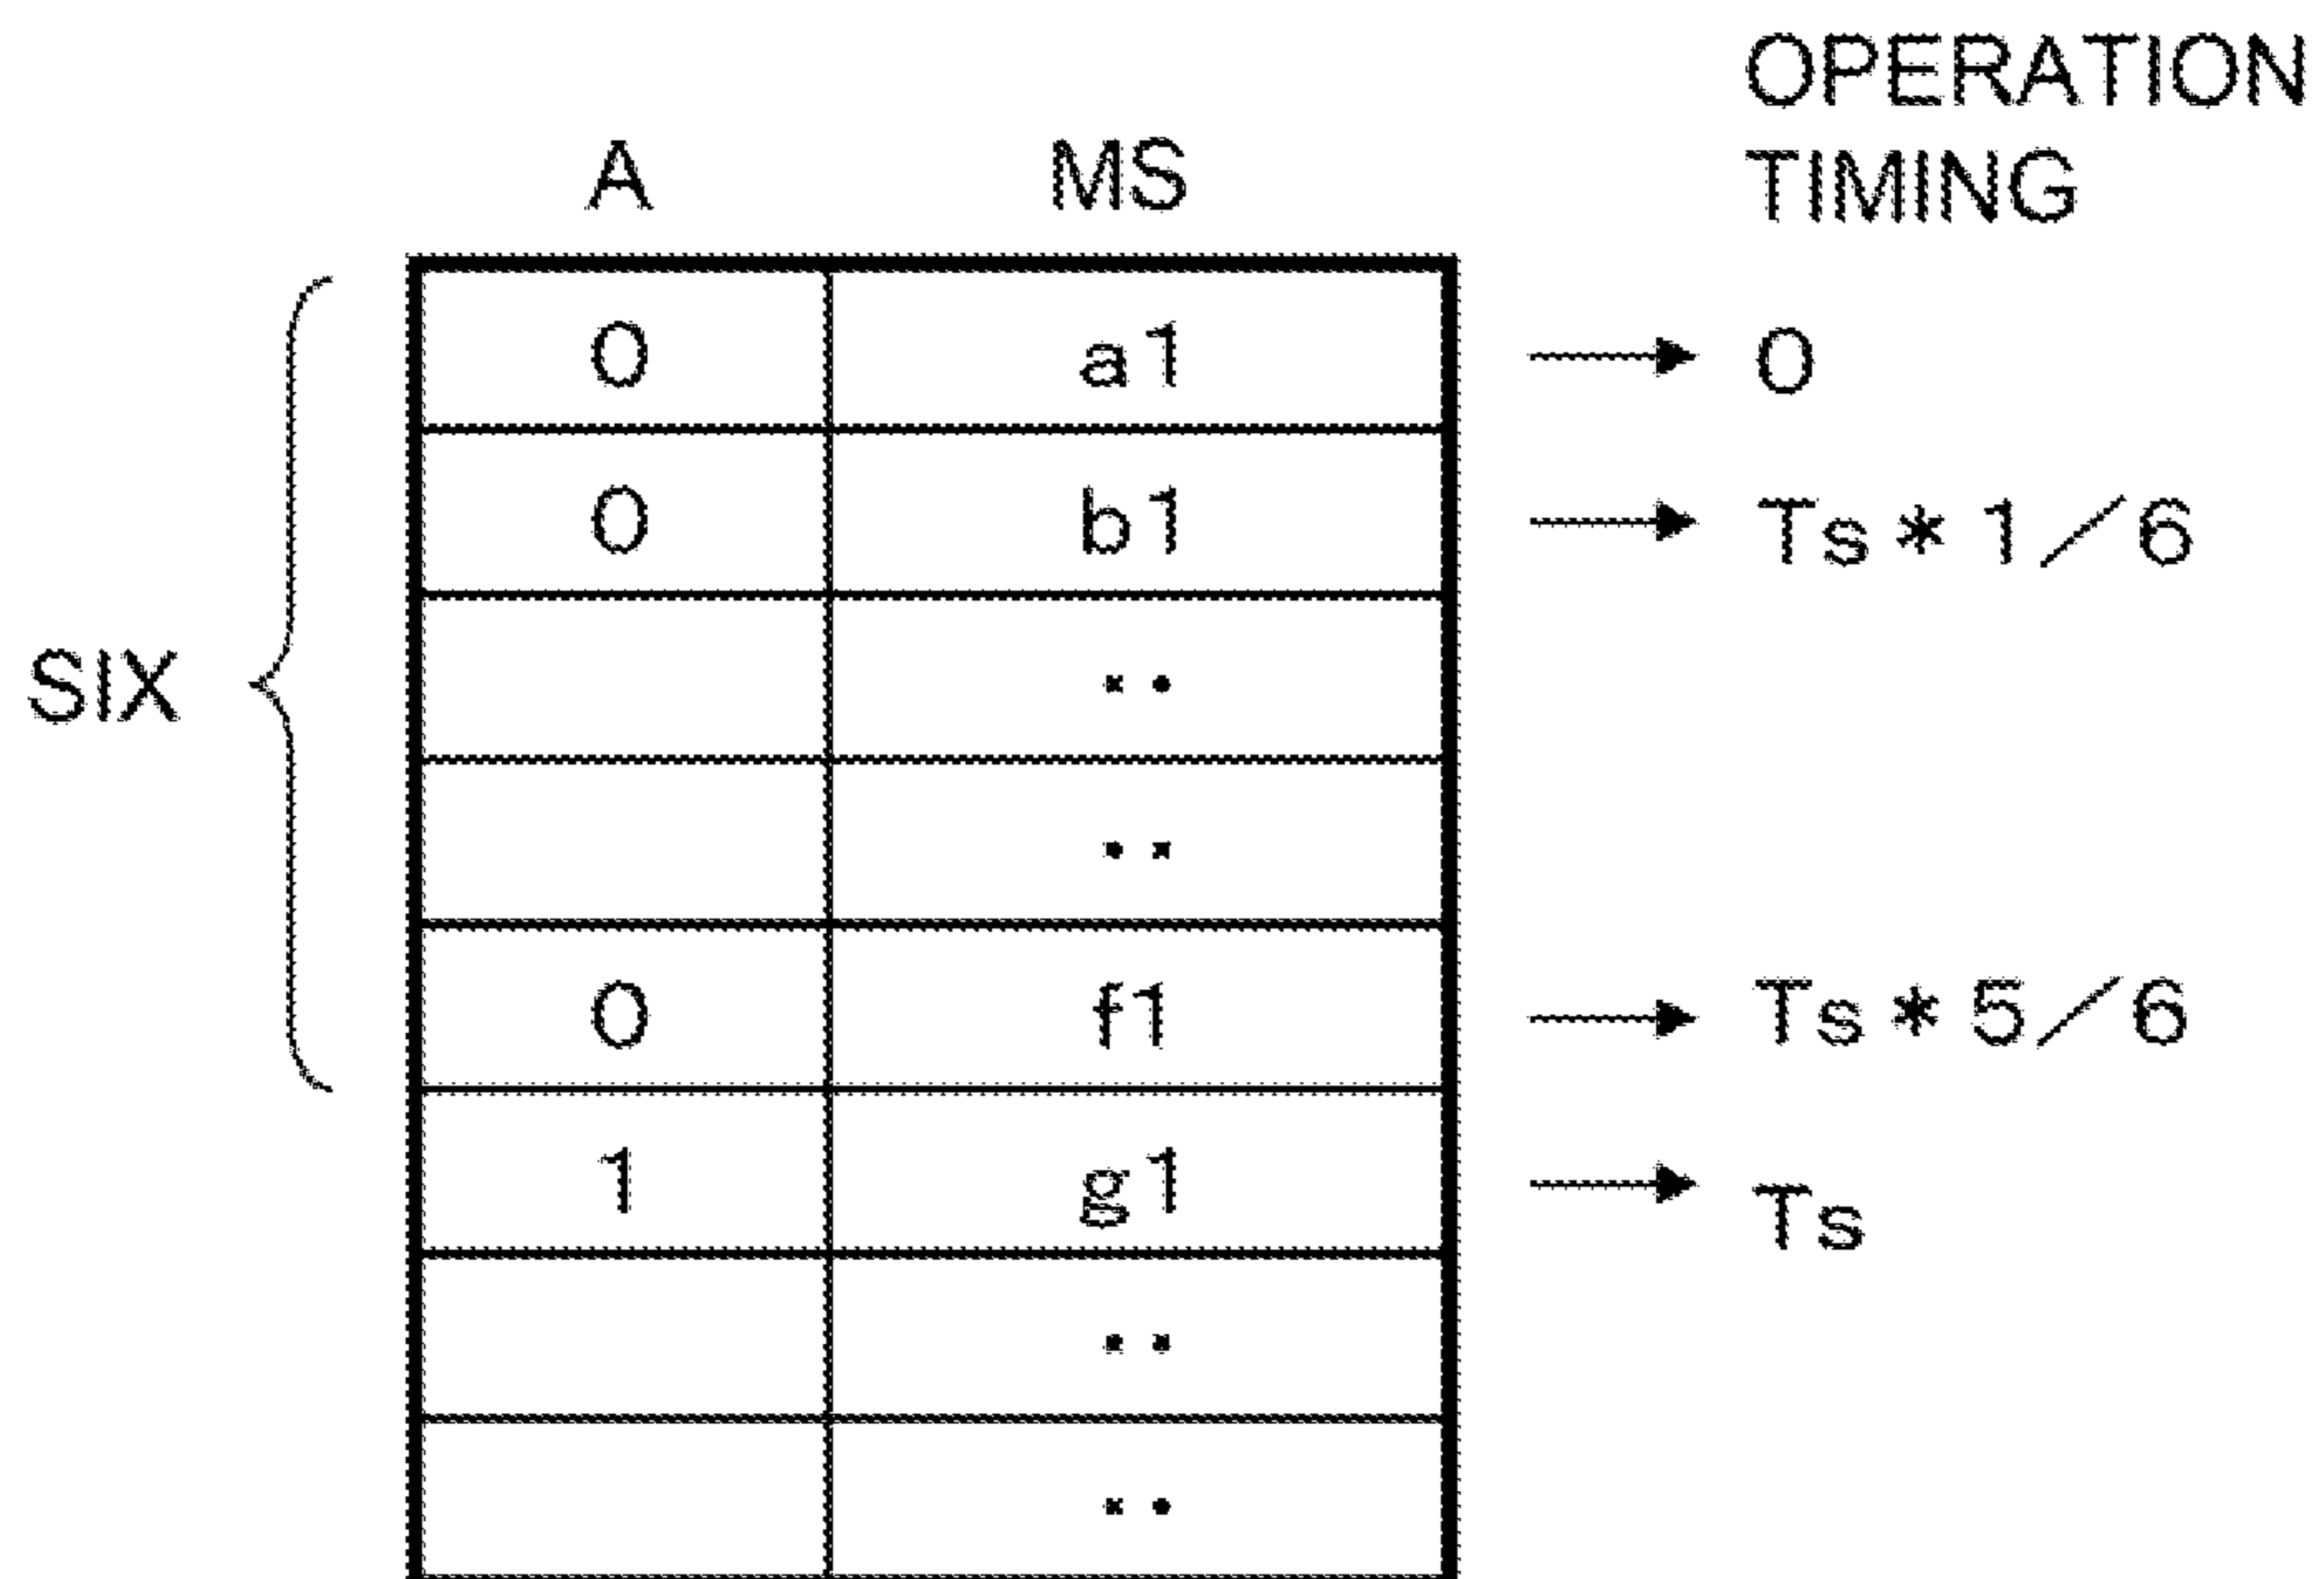 OPERATION
TIMING
A MS
0 a1 → 0
0 b1 → Ts * 1/6
‥
SIX
‥
0 f1 → Ts * 5/6
1 g1 → Ts
‥
‥